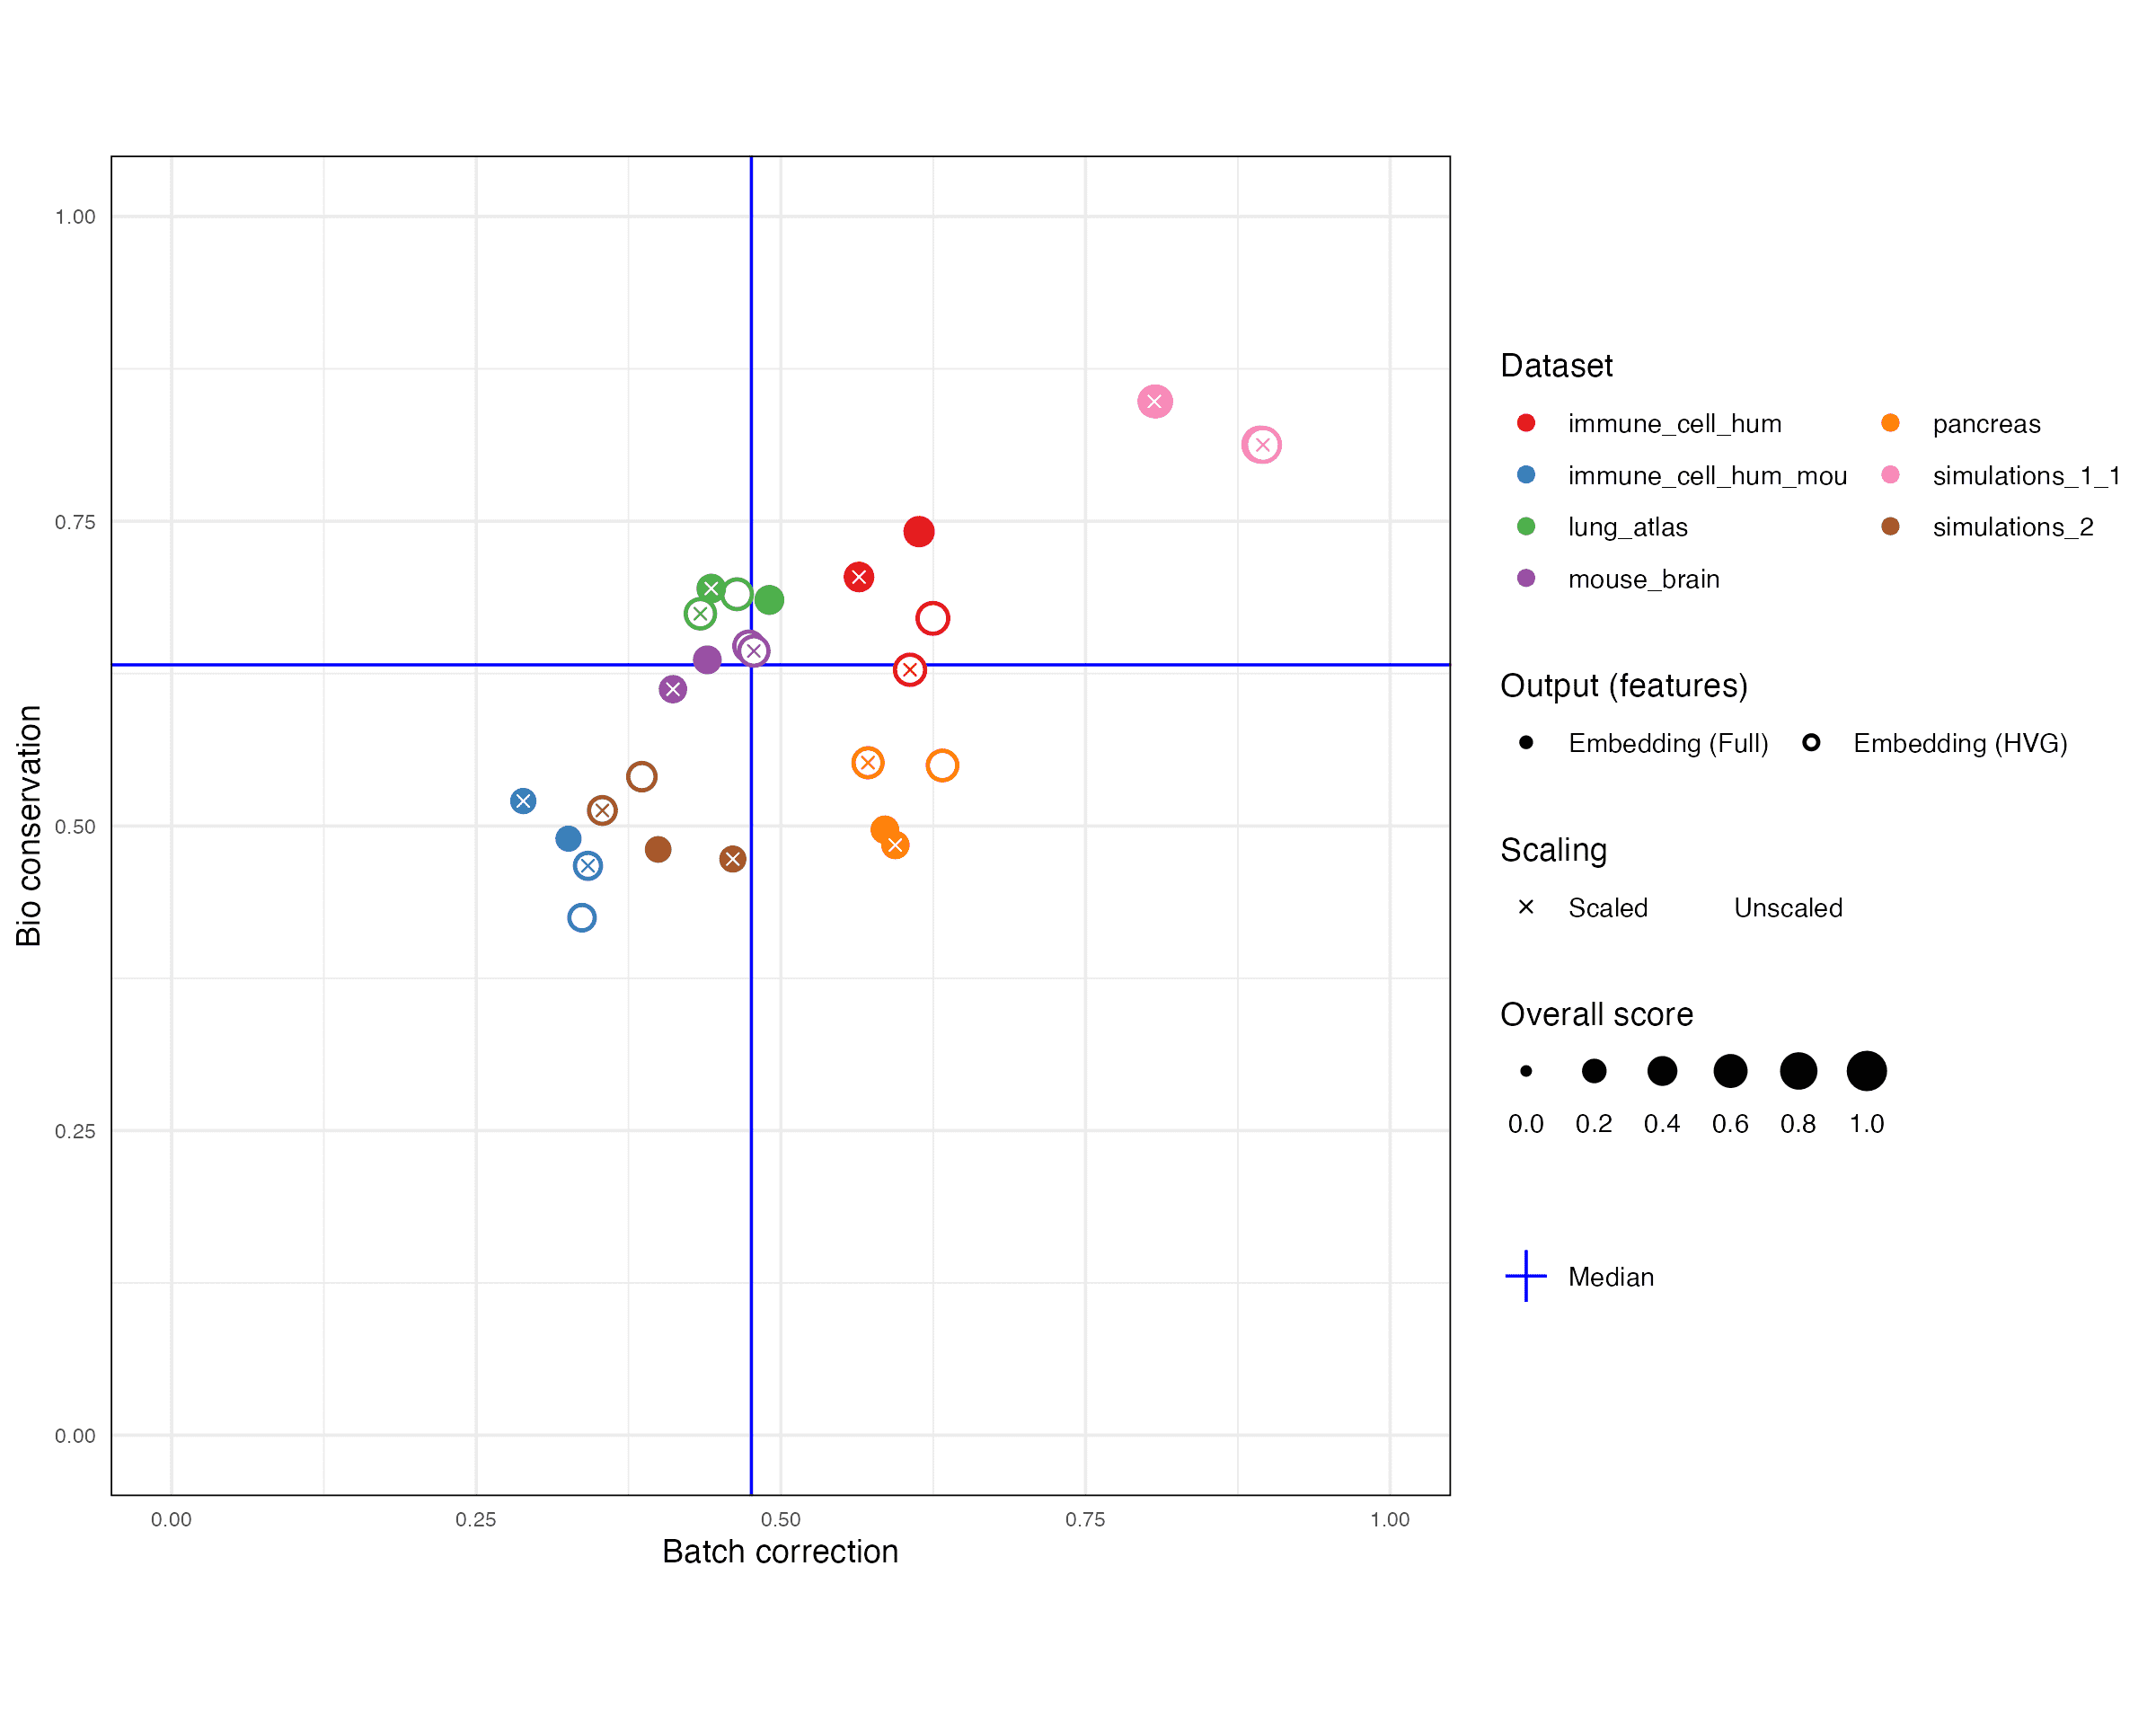 1.00
0.75
0.50
0.25
0.00
Bio conservation
0.00 0.25 0.50 0.75 1.00
Batch correction
Dataset
immune_cell_hum pancreas
immune_cell_hum_mou simulations_1_1
lung_atlas simulations_2
mouse_brain
Output (features)
Embedding (Full) Embedding (HVG)
Scaling
Scaled Unscaled
Overall score
0.0 0.2 0.4 0.6 0.8 1.0
Median